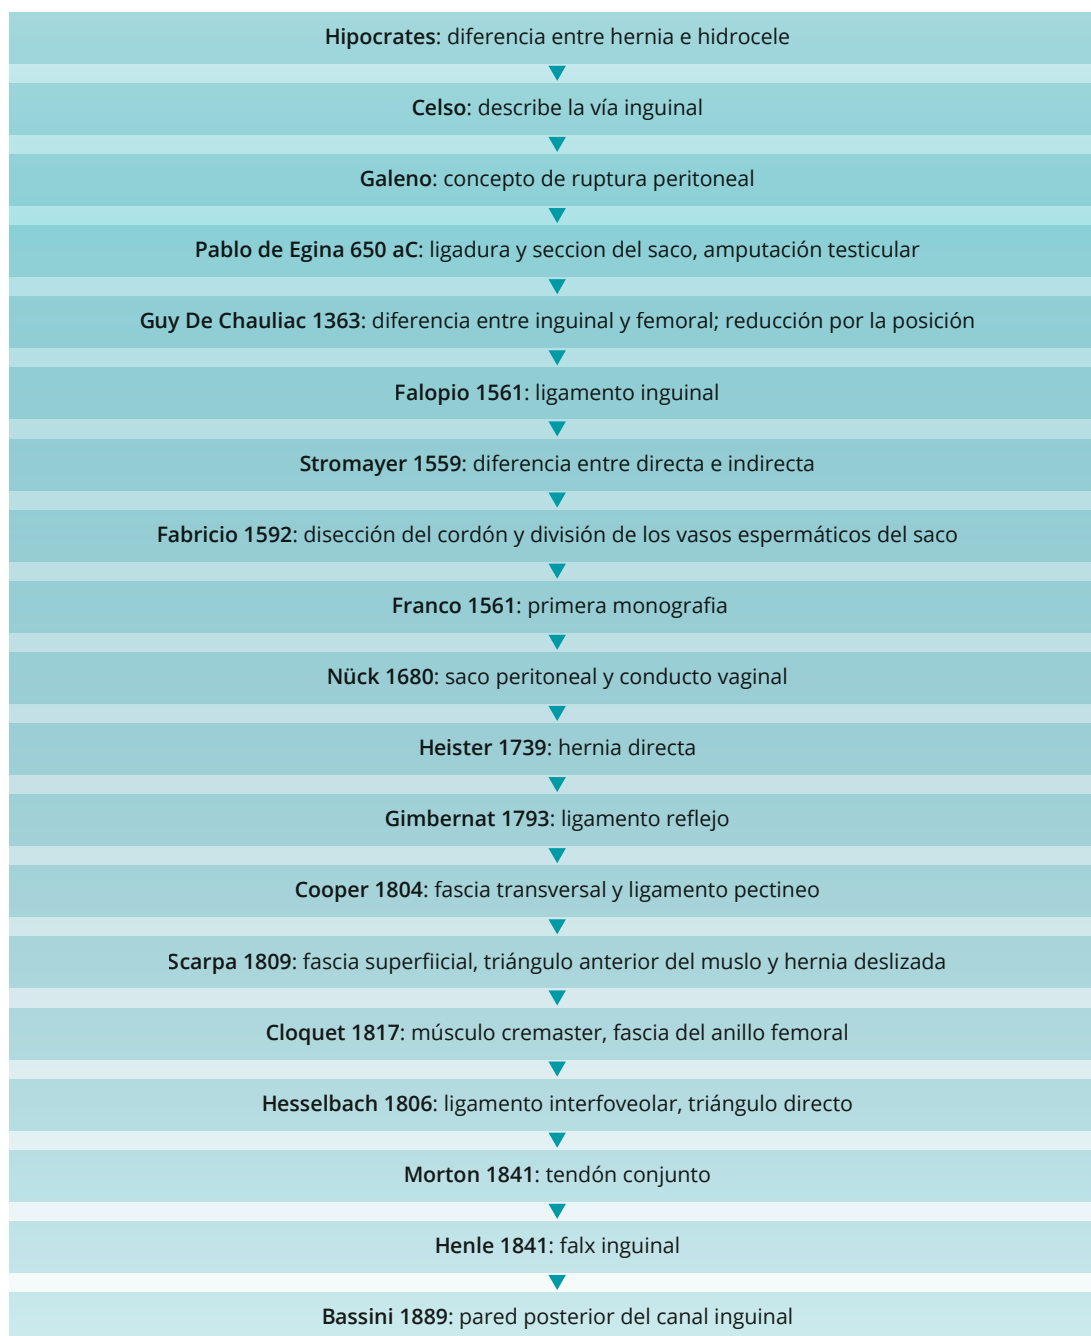 Hipocrates: diferencia entre hernia e hidrocele
Celso: describe la vía inguinal
Galeno: concepto de ruptura peritoneal
Pablo de Egina 650 aC: ligadura y seccion del saco, amputación testicular
Guy De Chauliac 1363: diferencia entre inguinal y femoral; reducción por la posición
Falopio 1561: ligamento inguinal
Stromayer 1559: diferencia entre directa e indirecta
Fabricio 1592: disección del cordón y división de los vasos espermáticos del saco
Franco 1561: primera monografia
Nück 1680: saco peritoneal y conducto vaginal
Heister 1739: hernia directa
Gimbernat 1793: ligamento reflejo
Cooper 1804: fascia transversal y ligamento pectineo
Scarpa 1809: fascia superfiicial, triángulo anterior del muslo y hernia deslizada
Cloquet 1817: músculo cremaster, fascia del anillo femoral
Hesselbach 1806: ligamento interfoveolar, triángulo directo
Morton 1841: tendón conjunto
Henle 1841: falx inguinal
Bassini 1889: pared posterior del canal inguinal